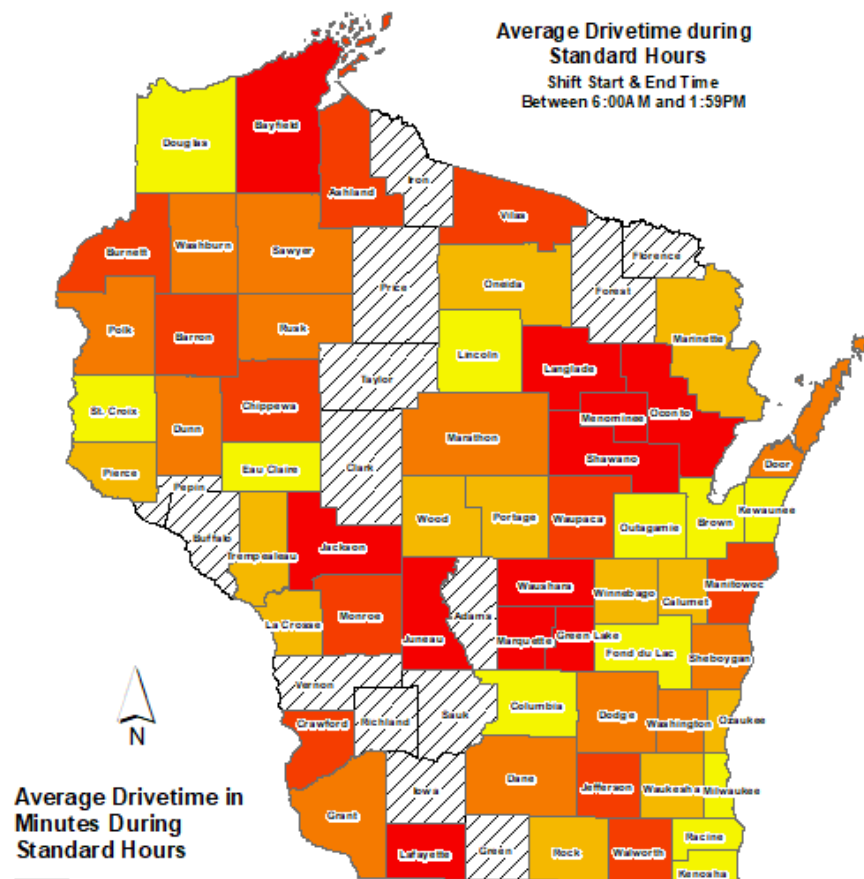 Average Drivetime during
Standard Hours
Shift Start & End Time
Between 6:00AM and 1:59PM
Bayfield
Douglas
Iron
Ashland
Vilas
Washburn
Burnett
Sawyer
Florence
Oneida
Price
Forest
Polk
Rusk
Barron
Marinette
Lincoln
Langlade
Taylor
Chippewa
St. Croix
Menominee
Oconto
Dunn
Marathon
Shawano
Door
Eau Claire
Clark
Pierce
Pepin
Kewaunee
Wood
Portage
Waupaca
Outagamie
Brown
Buffalo
Jackson
Trempealeau
Waushara
Manitowoc
Winnebago
Calumet
Monroe
Adams
La Crosse
Juneau
Marquette
Green Lake
Fond du Lac
Sheboygan
Vernon
Columbia
Sauk
Dodge
Crawford
Richland
Washington
Ozaukee
N
Dane
Jefferson
Waukesha
Milwaukee
Iowa
Average Drivetime in
Minutes During
Standard Hours
Grant
Racine
Lafayette
Green
Rock
Walworth
Kenosha